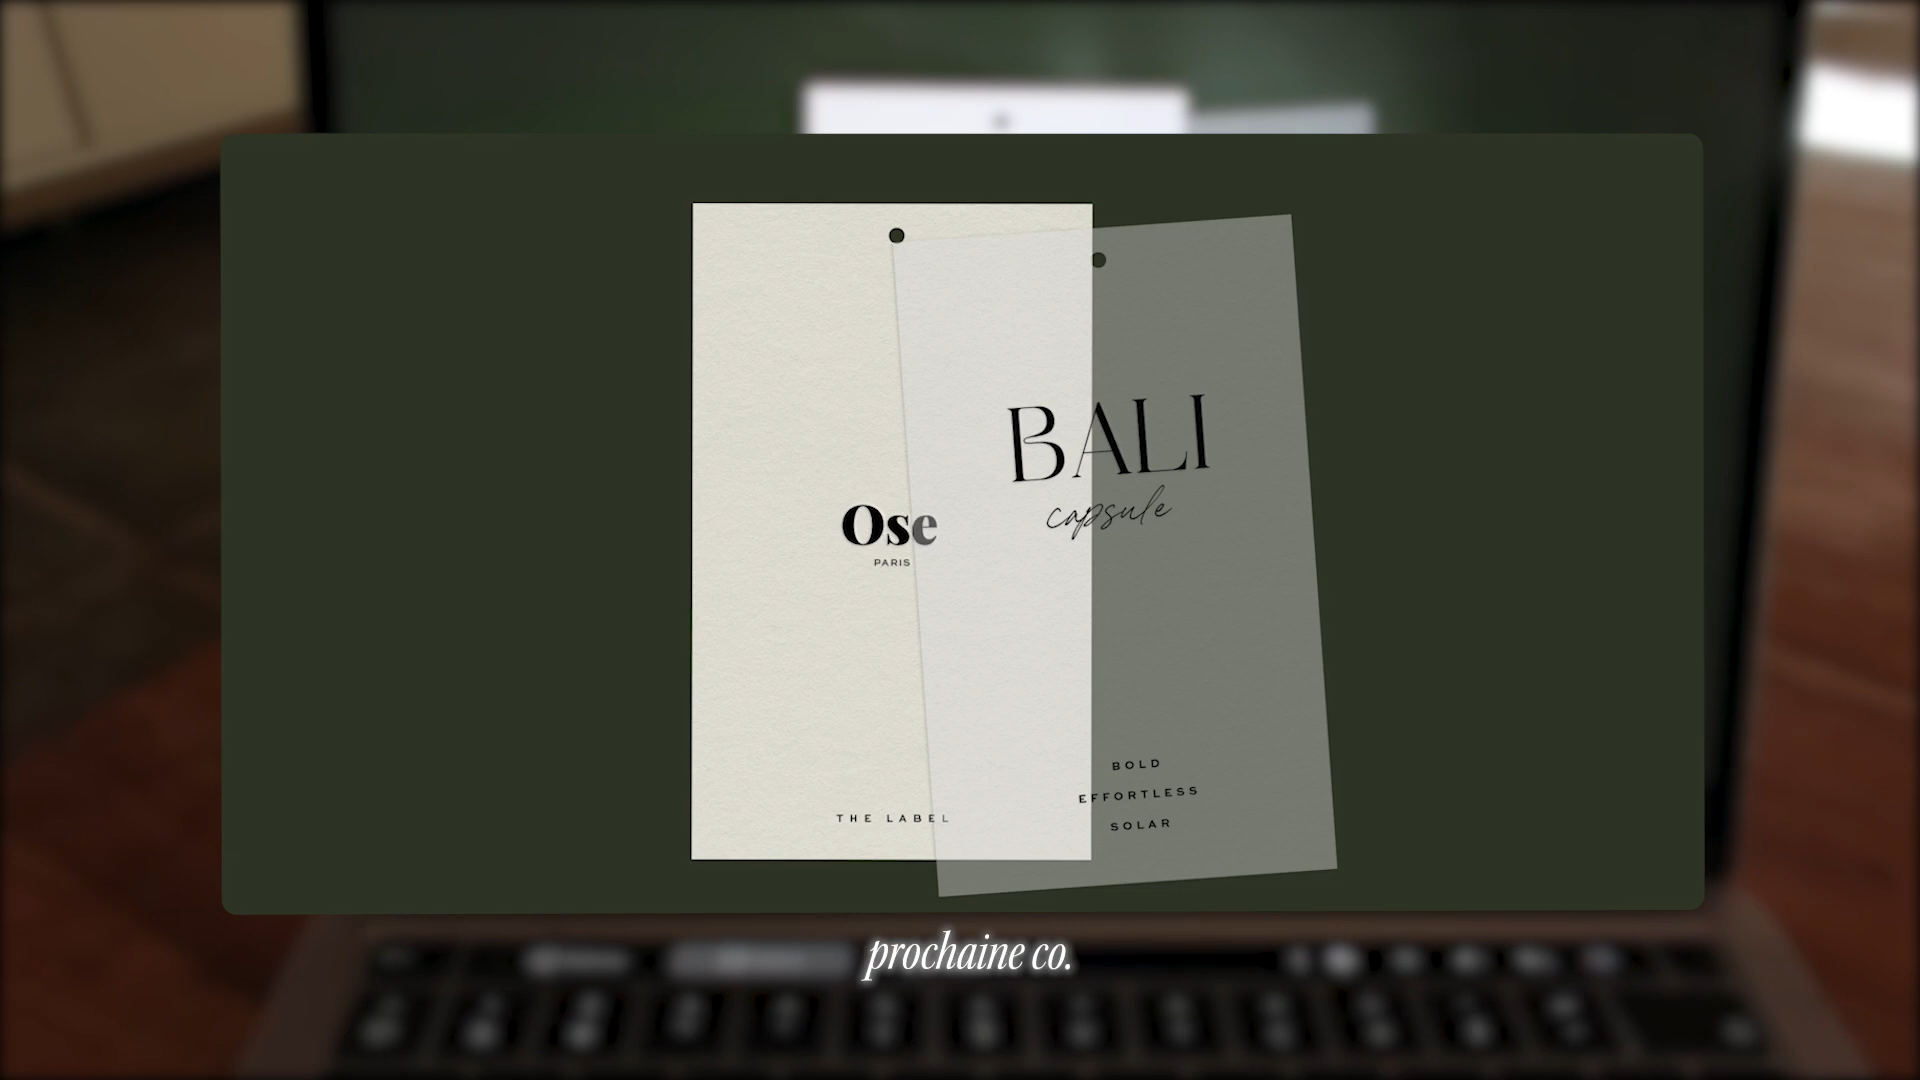 Ose
PARIS
THE LABEL
BALI
capsule
BOLD
EFFORTLESS
SOLAR
prochaine co.